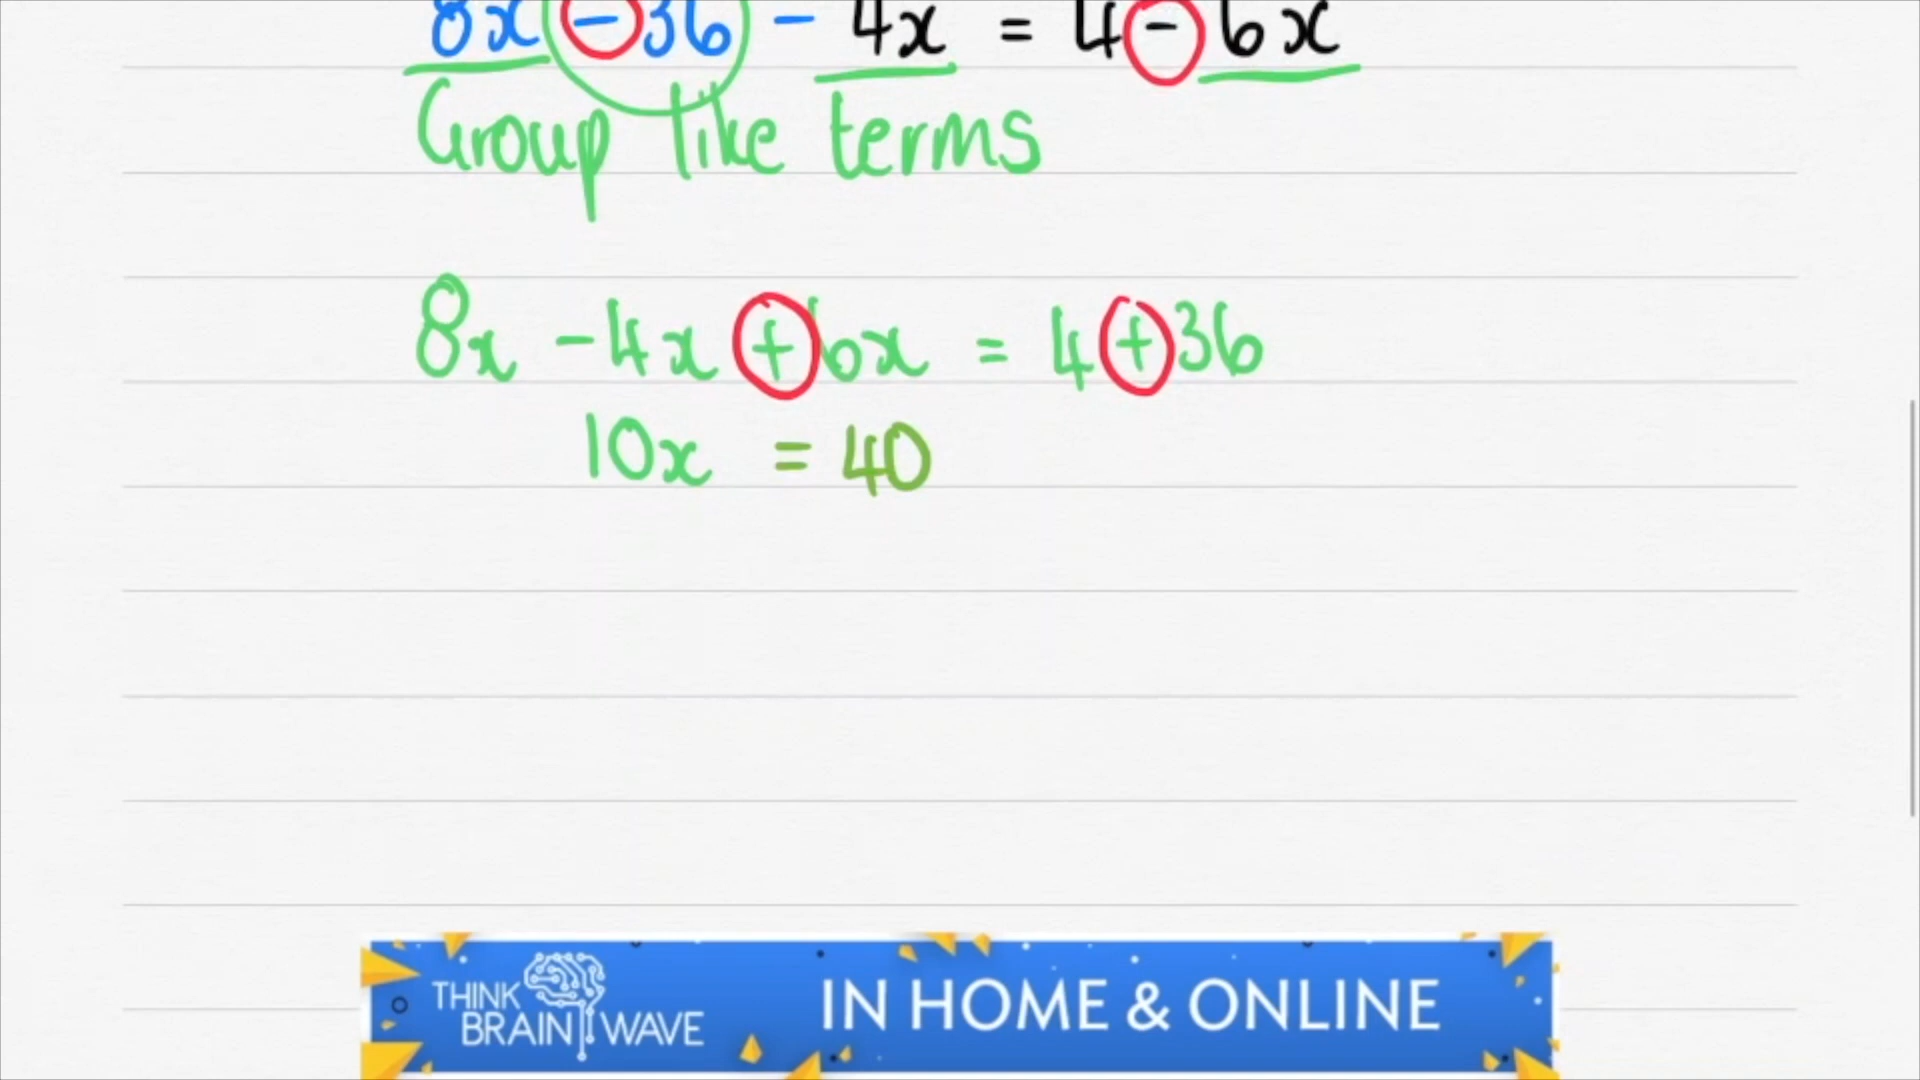 8x - 36 - 4x = 4 - 6x
Group like terms
8x - 4x + 6x = 4 + 36
10x = 40
THINK
BRAIN WAVE
IN HOME & ONLINE